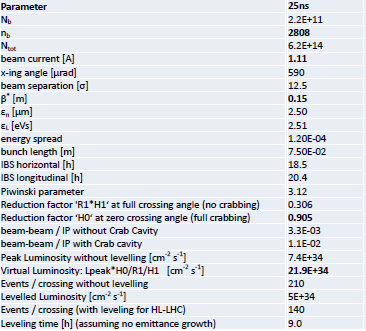 Parameter 25ns
N_b 2.2E+11
n_b 2808
N_tot 6.2E+14
beam current [A] 1.11
x-ing angle [µrad] 590
beam separation [σ] 12.5
β* [m] 0.15
ε_n [µm] 2.50
ε_L [eVs] 2.51
energy spread 1.20E-04
bunch length [m] 7.50E-02
IBS horizontal [h] 18.5
IBS longitudinal [h] 20.4
Piwinski parameter 3.12
Reduction factor 'R1*H1' at full crossing angle (no crabbing) 0.306
Reduction factor 'H0' at zero crossing angle (full crabbing) 0.905
beam-beam / IP without Crab Cavity 3.3E-03
beam-beam / IP with Crab cavity 1.1E-02
Peak Luminosity without levelling [cm⁻² s⁻¹] 7.4E+34
Virtual Luminosity: Lpeak*H0/R1/H1 [cm⁻² s⁻¹] 21.9E+34
Events / crossing without levelling 210
Levelled Luminosity [cm⁻² s⁻¹] 5E+34
Events / crossing (with leveling for HL-LHC) 140
Leveling time [h] (assuming no emittance growth) 9.0